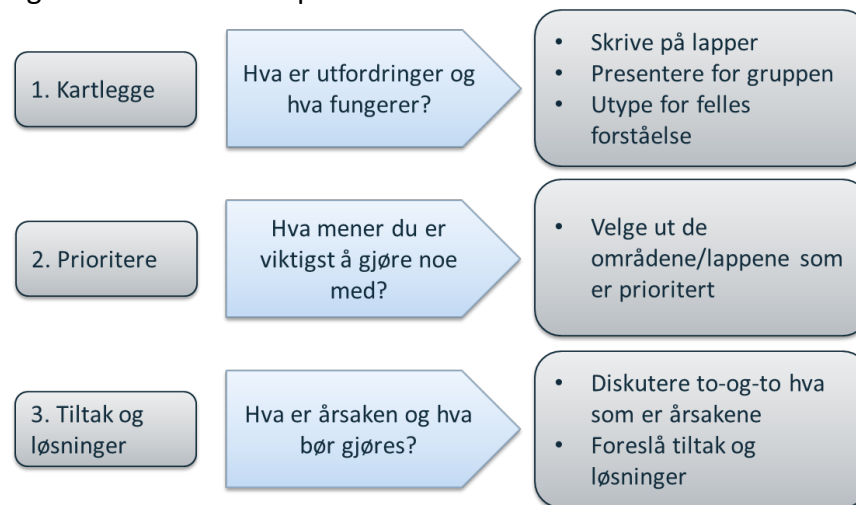 1. Kartlegge
Hva er utfordringer og
hva fungerer?
• Skrive på lapper
• Presentere for gruppen
• Utype for felles
forståelse
2. Prioritere
Hva mener du er
viktigst å gjøre noe
med?
• Velge ut de
områdene/lappene som
er prioritert
3. Tiltak og
løsninger
Hva er årsaken og hva
bør gjøres?
• Diskutere to-og-to hva
som er årsakene
• Foreslå tiltak og
løsninger